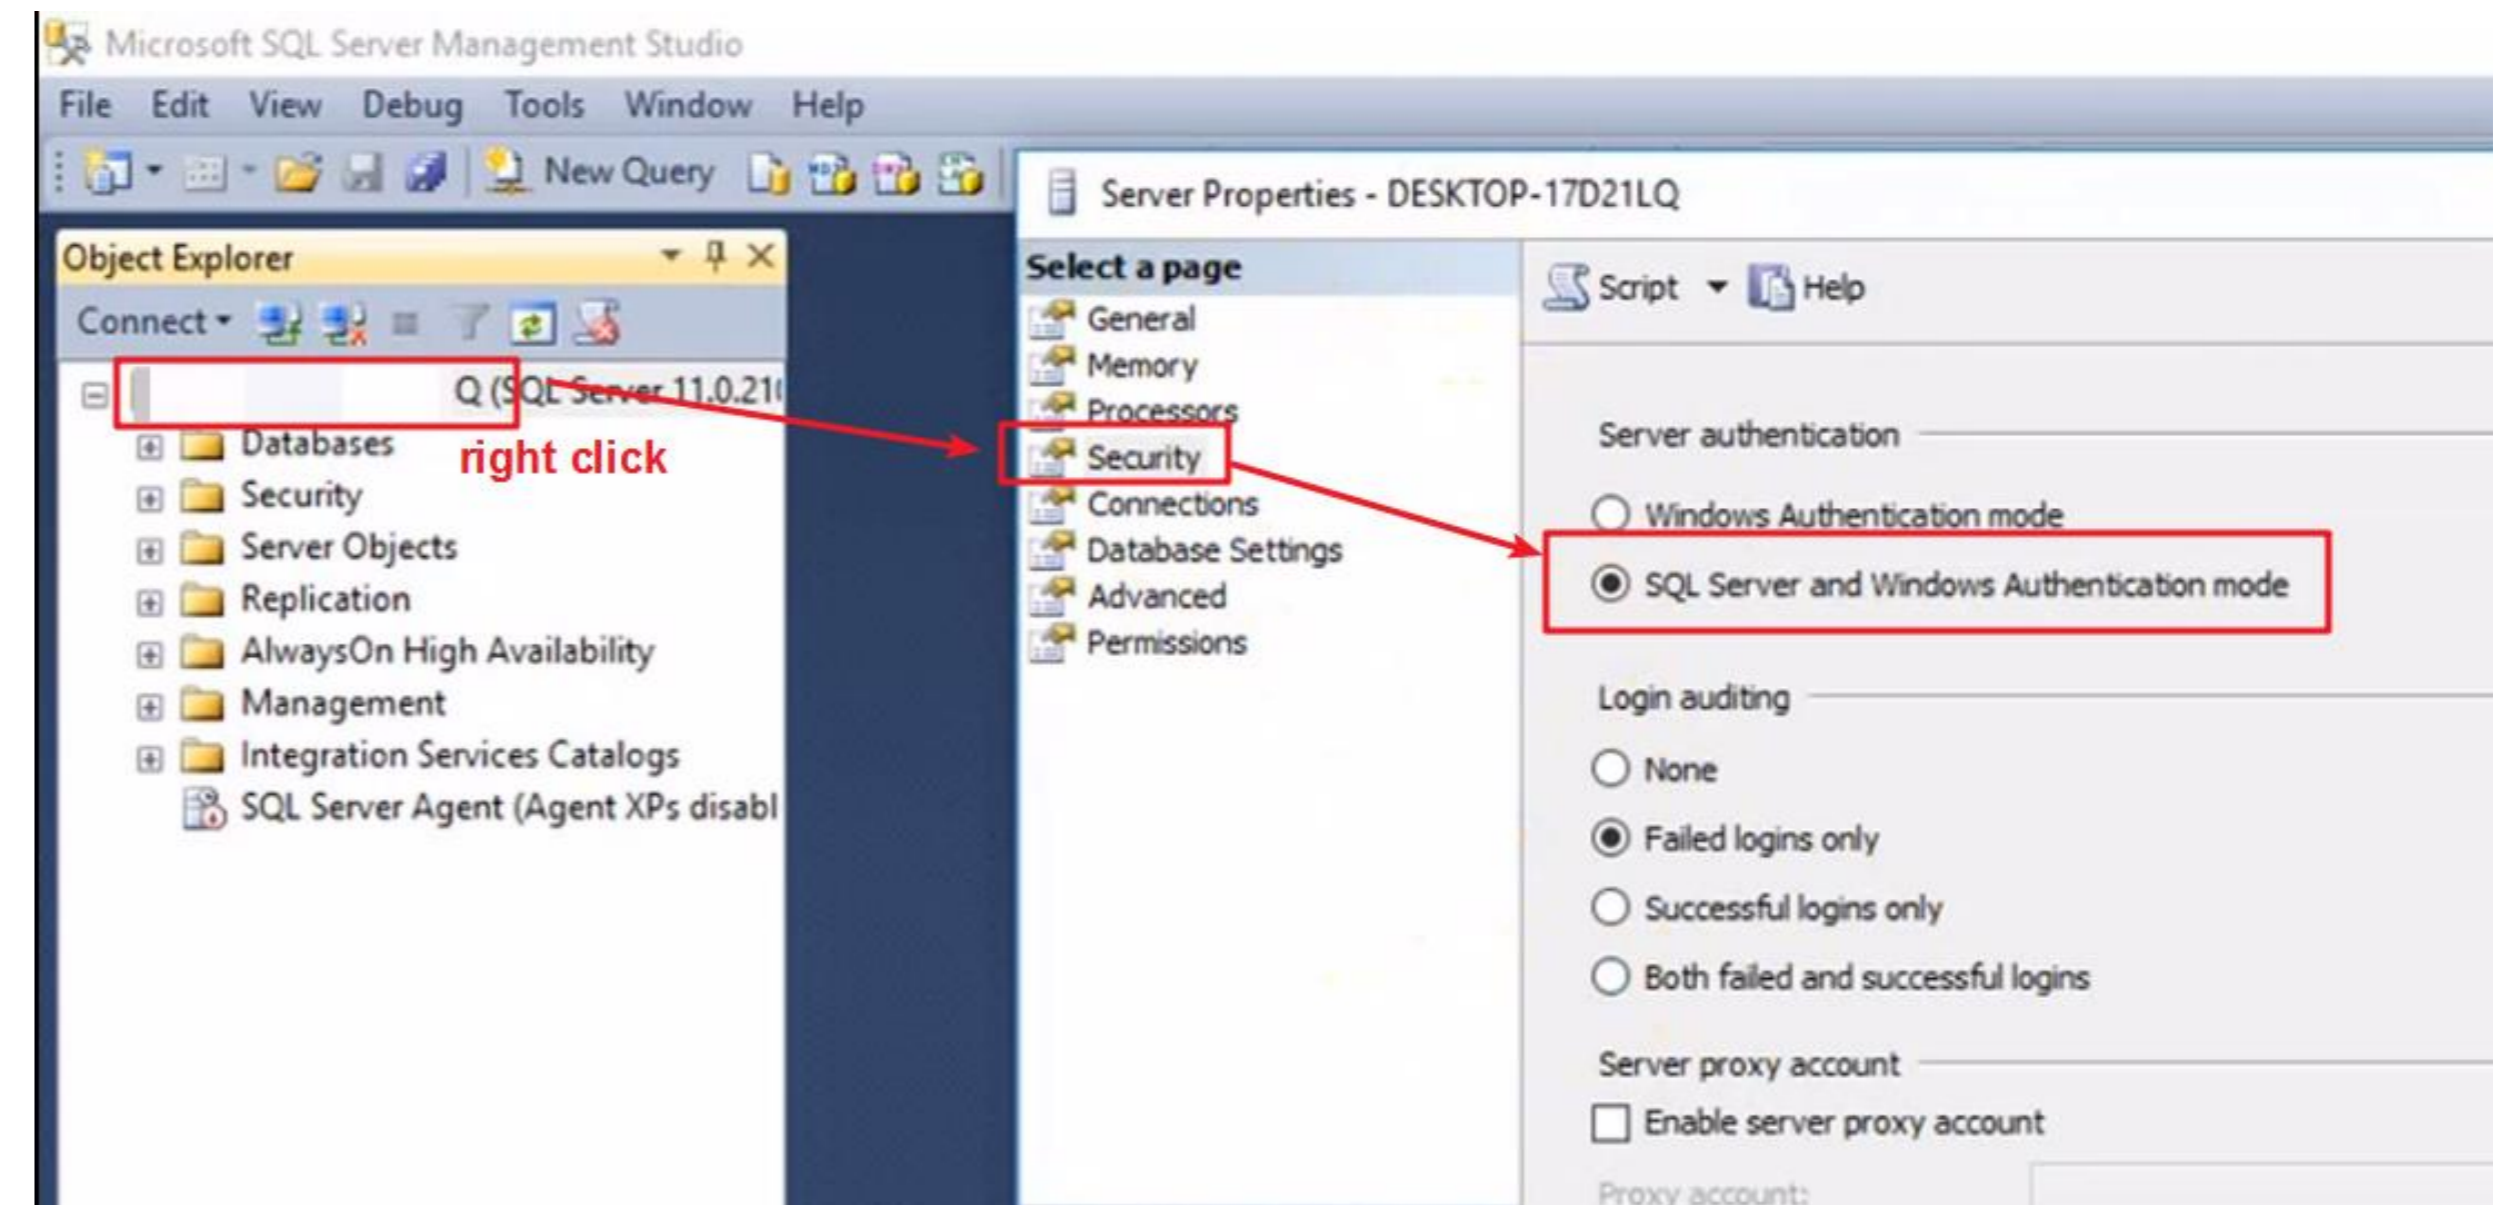 Microsoft SQL Server Management Studio
File Edit View Debug Tools Window Help
New Query
Object Explorer
Connect
Q (SQL Server 11.0.210
right click
Databases
Security
Server Objects
Replication
AlwaysOn High Availability
Management
Integration Services Catalogs
SQL Server Agent (Agent XPs disabl
Server Properties - DESKTOP-17D21LQ
Select a page
General
Memory
Processors
Security
Connections
Database Settings
Advanced
Permissions
Script Help
Server authentication
Windows Authentication mode
SQL Server and Windows Authentication mode
Login auditing
None
Failed logins only
Successful logins only
Both failed and successful logins
Server proxy account
Enable server proxy account
Proxy account: